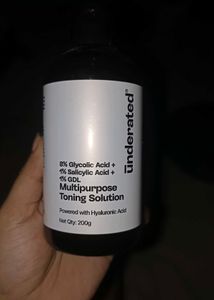 underated
8% Glycolic Acid +
1% Salicylic Acid +
1% GDL
Multipurpose
Toning Solution
Powered with Hyaluronic Acid
Net Qty. 200g